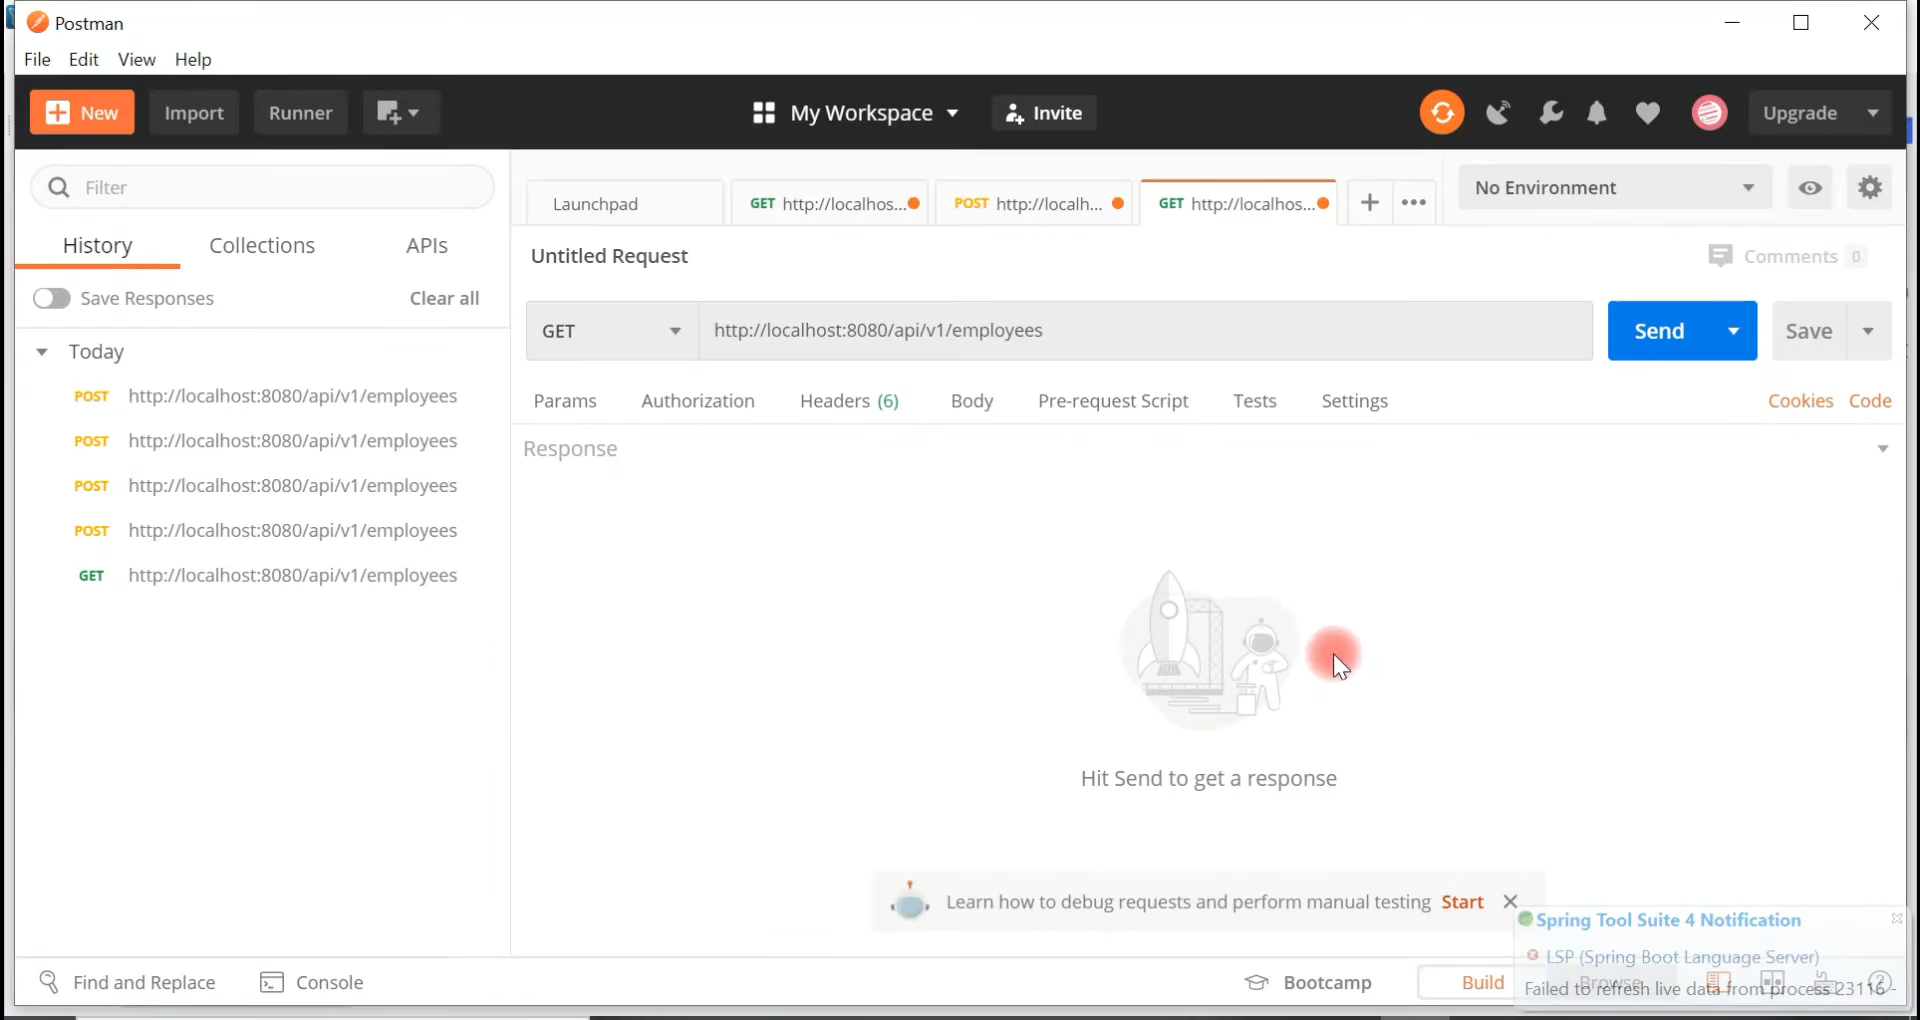 Postman
File Edit View Help
New Import Runner My Workspace Invite Upgrade
Filter
History Collections APIs
Save Responses Clear all
Today
POST http://localhost:8080/api/v1/employees
POST http://localhost:8080/api/v1/employees
POST http://localhost:8080/api/v1/employees
POST http://localhost:8080/api/v1/employees
GET http://localhost:8080/api/v1/employees
Launchpad GET http://localhos... POST http://localh... GET http://localhos... No Environment
Untitled Request Comments 0
GET http://localhost:8080/api/v1/employees Send Save
Params Authorization Headers (6) Body Pre-request Script Tests Settings Cookies Code
Response
Hit Send to get a response
Learn how to debug requests and perform manual testing Start
Spring Tool Suite 4 Notification
LSP (Spring Boot Language Server)
Failed to refresh live data from process 23116 -
Find and Replace Console Bootcamp Build Browse